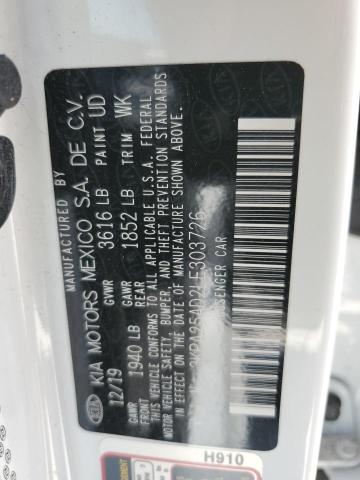 MANUFACTURED BY
KIA MOTORS MEXICO S.A. DE C.V.
12/19 GVWR 3616 LB PAINT UD
GAWR FRONT 1940 LB GAWR REAR 1852 LB TRIM WK
THIS VEHICLE CONFORMS TO ALL APPLICABLE U.S.A. FEDERAL
MOTOR VEHICLE SAFETY, BUMPER, AND THEFT PREVENTION STANDARDS
IN EFFECT ON THE DATE OF MANUFACTURE SHOWN ABOVE.
3KPA25AD2LE303726
SENGER CAR
H910
KIA